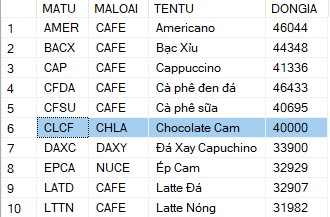 MATU MALOAI TENTU DONGIA
1 AMER CAFE Americano 46044
2 BACX CAFE Bạc Xíu 44348
3 CAP CAFE Cappuccino 41336
4 CFDA CAFE Cà phê đen đá 46433
5 CFSU CAFE Cà phê sữa 40695
6 CLCF CHLA Chocolate Cam 40000
7 DAXC DAXY Đá Xay Capuchino 33900
8 EPCA NUCE Ép Cam 32929
9 LATD CAFE Latte Đá 32907
10 LTTN CAFE Latte Nóng 31982